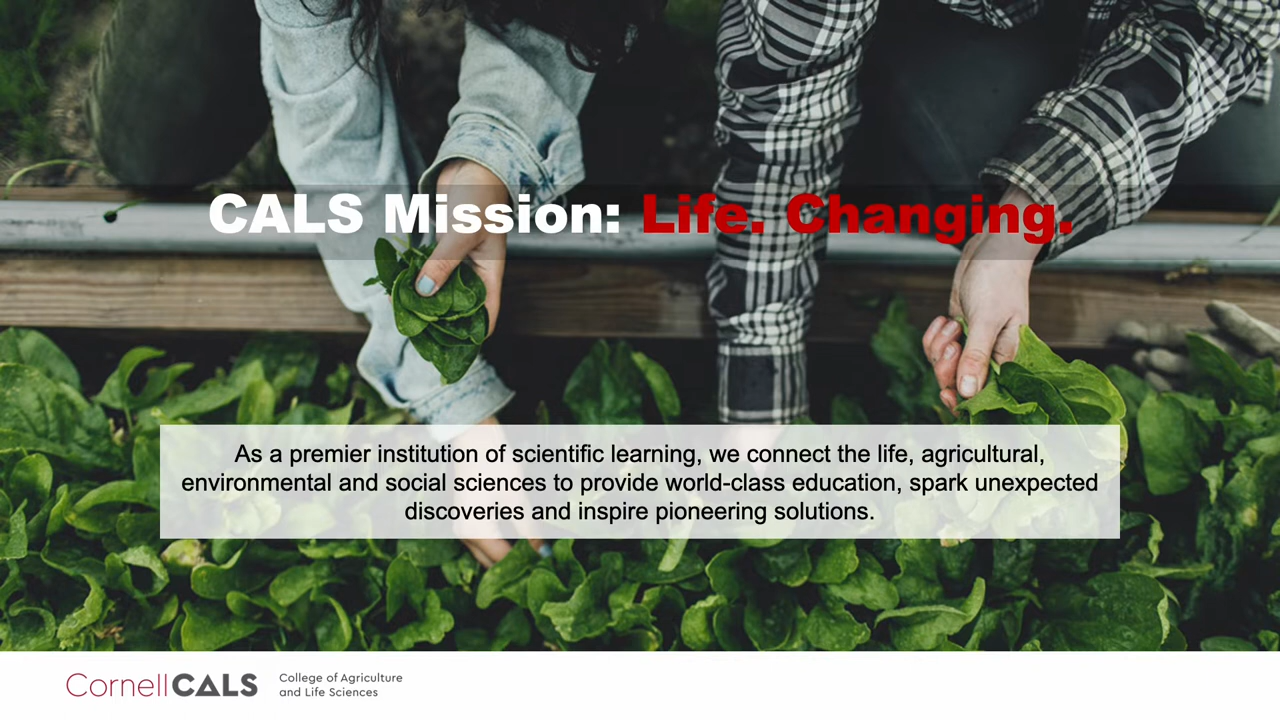 CALS Mission: Life. Changing.
As a premier institution of scientific learning, we connect the life, agricultural,
environmental and social sciences to provide world-class education, spark unexpected
discoveries and inspire pioneering solutions.
CornellCALS
College of Agriculture
and Life Sciences